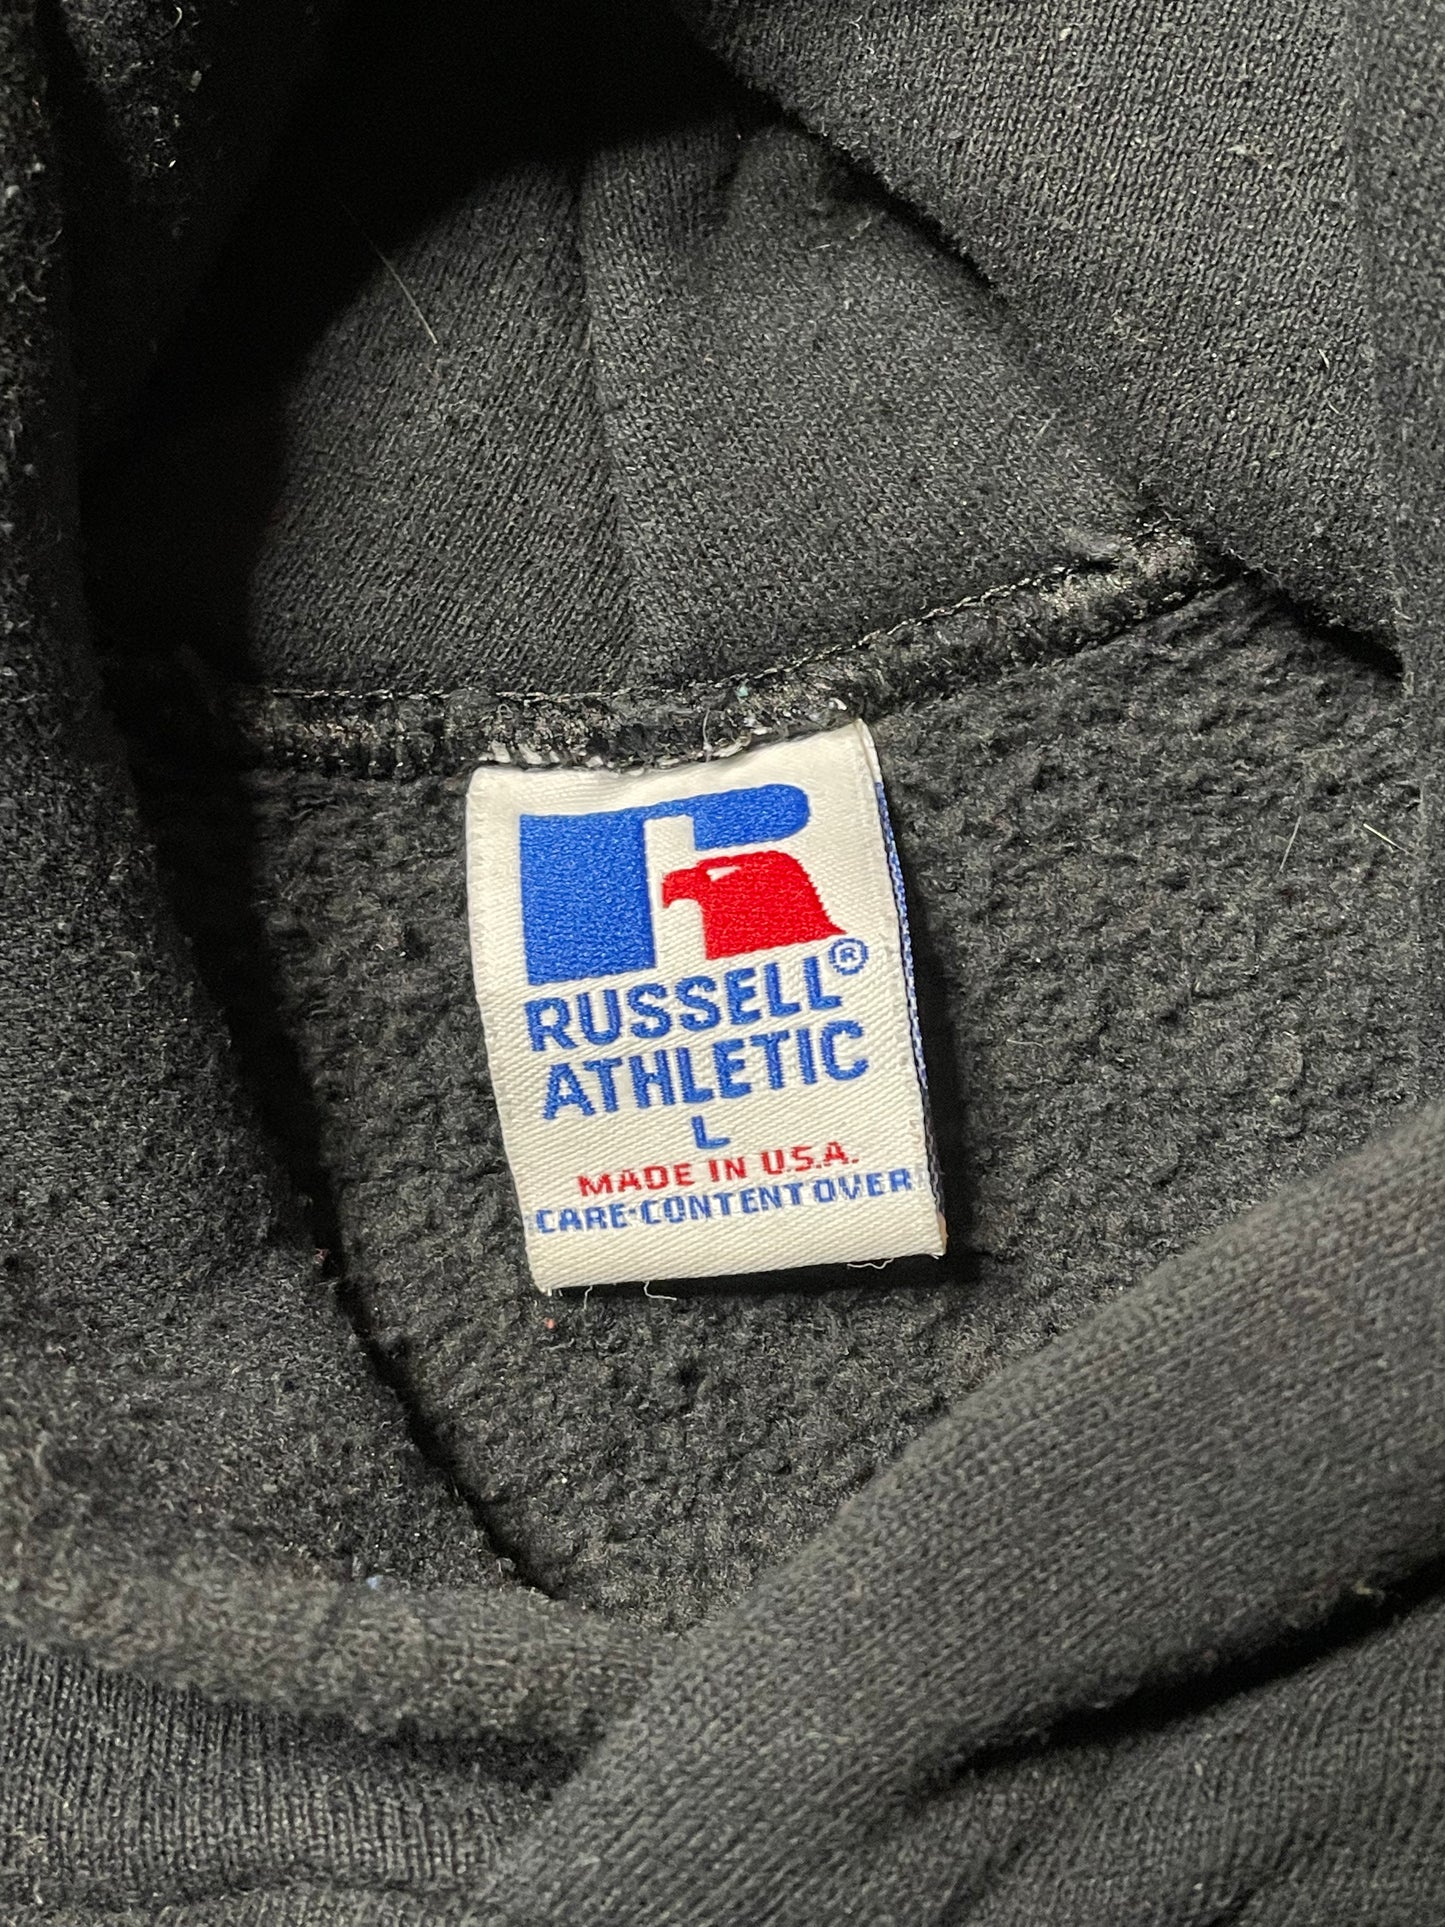 RUSSELL®
ATHLETIC
L
MADE IN U.S.A.
CARE-CONTENT OVER